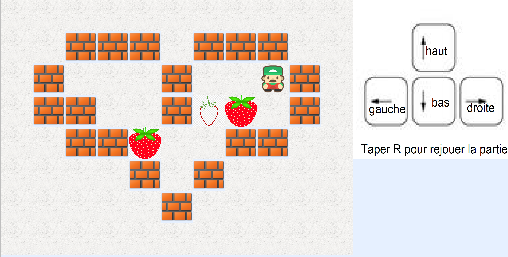 haut
gauche
bas
droite
Taper R pour rejouer la partie